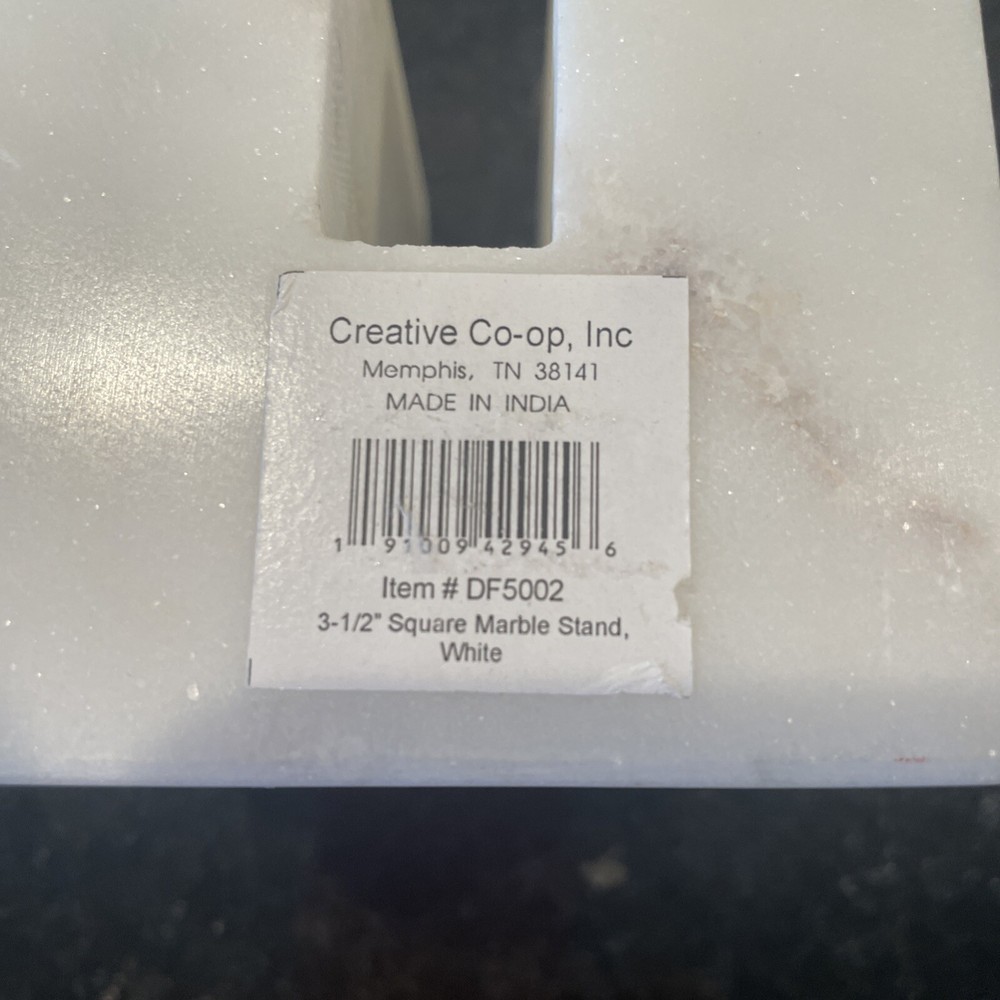 Creative Co-op, Inc
Memphis, TN 38141
MADE IN INDIA
1 91009 42945 6
Item # DF5002
3-1/2" Square Marble Stand,
White